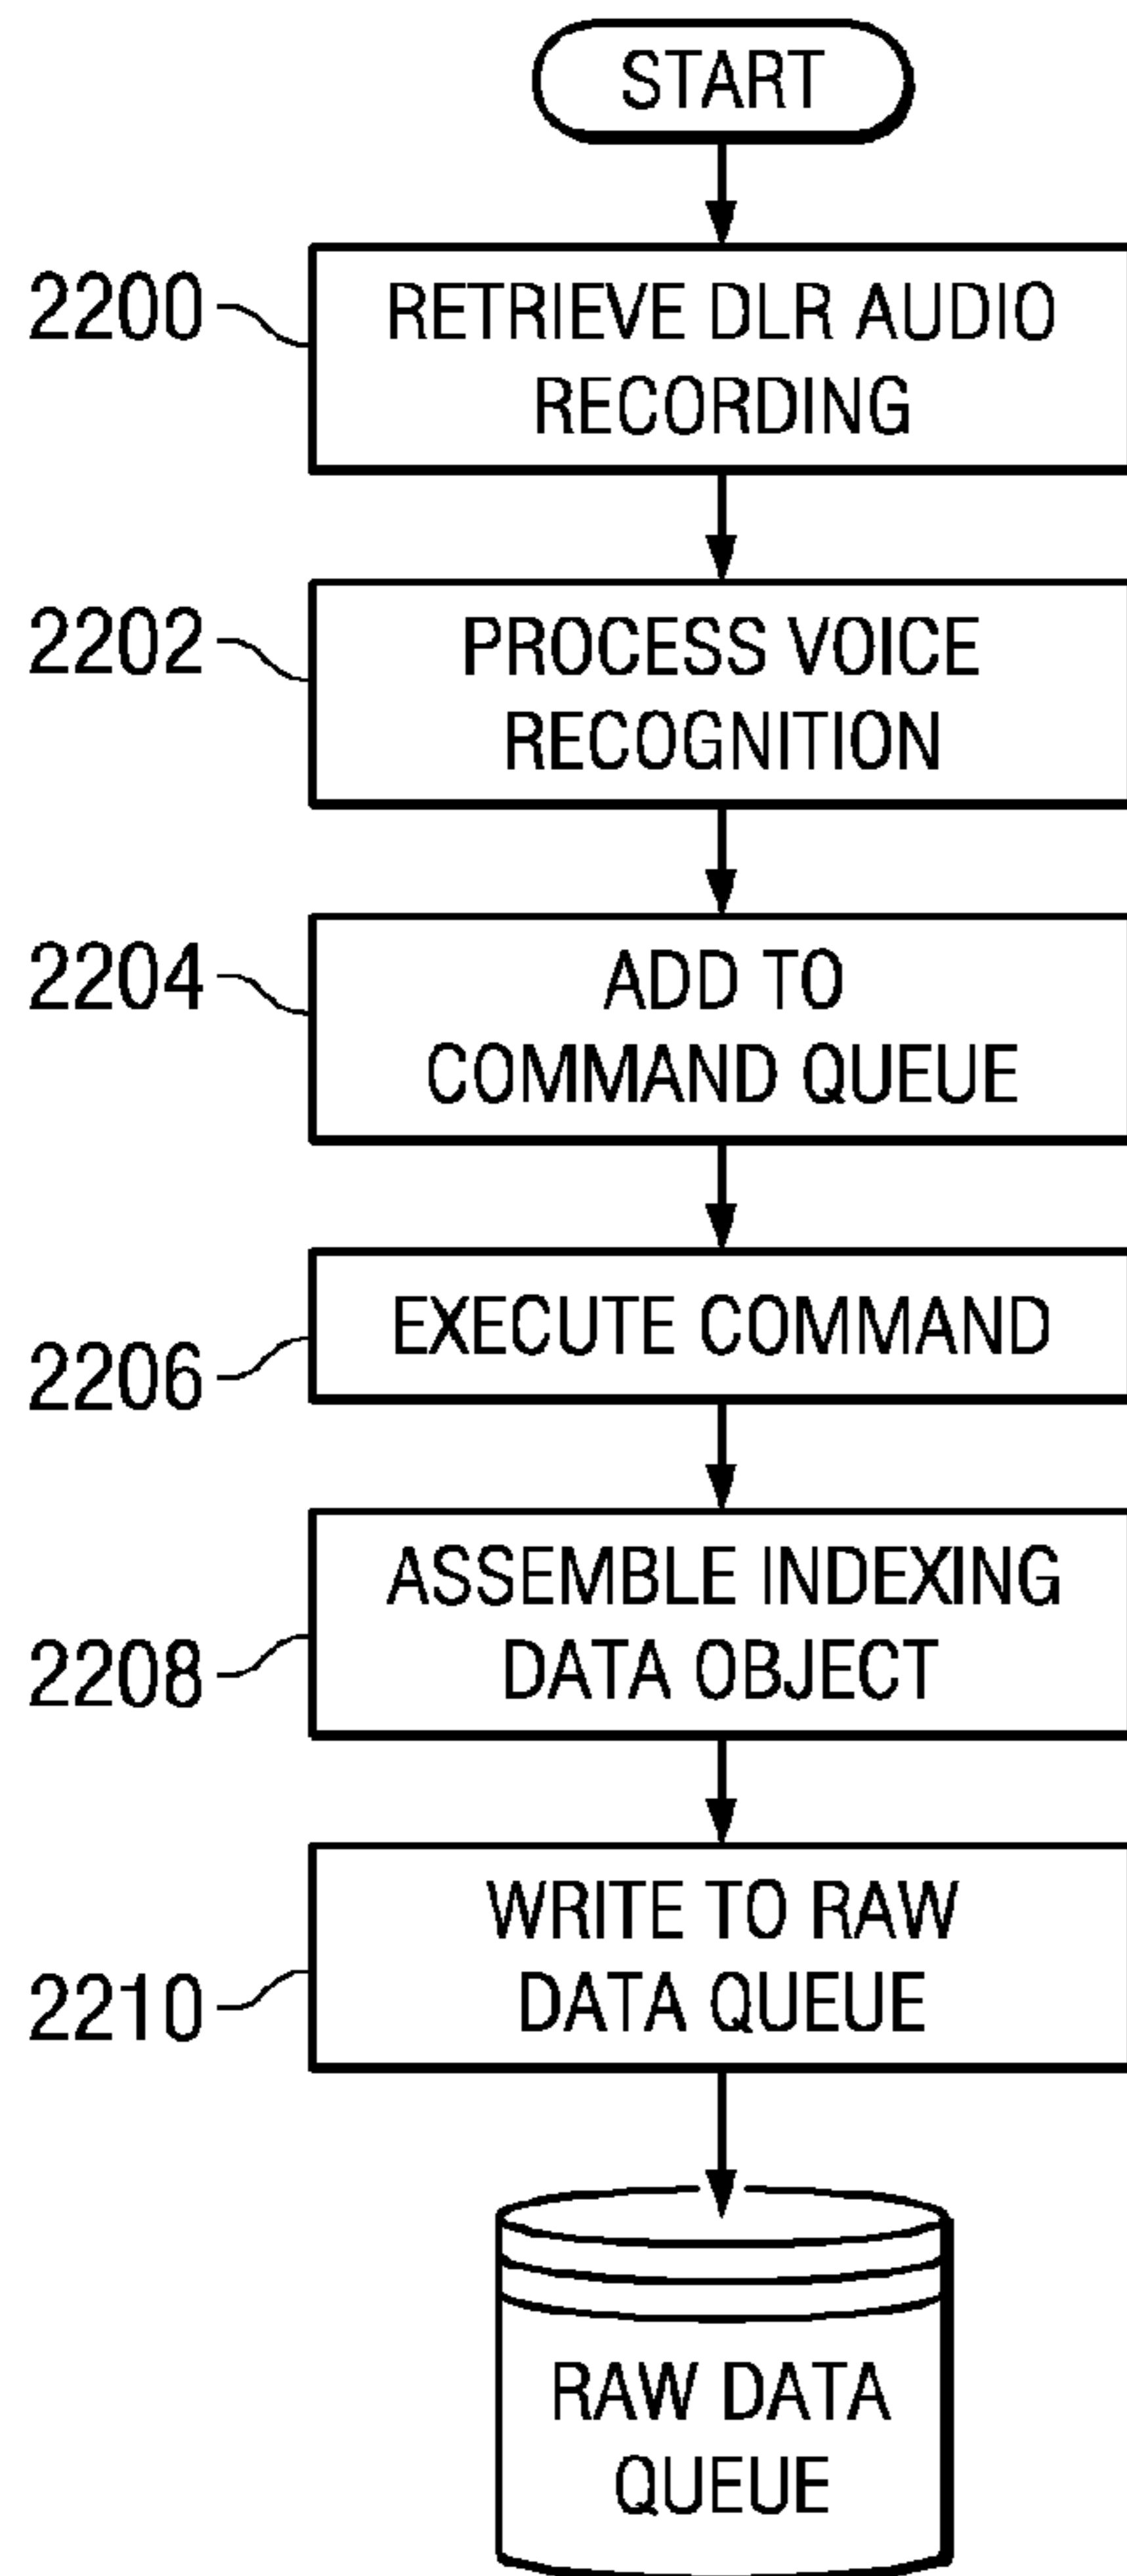 START
2200
RETRIEVE DLR AUDIO
RECORDING
2202
PROCESS VOICE
RECOGNITION
2204
ADD TO
COMMAND QUEUE
2206
EXECUTE COMMAND
2208
ASSEMBLE INDEXING
DATA OBJECT
2210
WRITE TO RAW
DATA QUEUE
RAW DATA
QUEUE